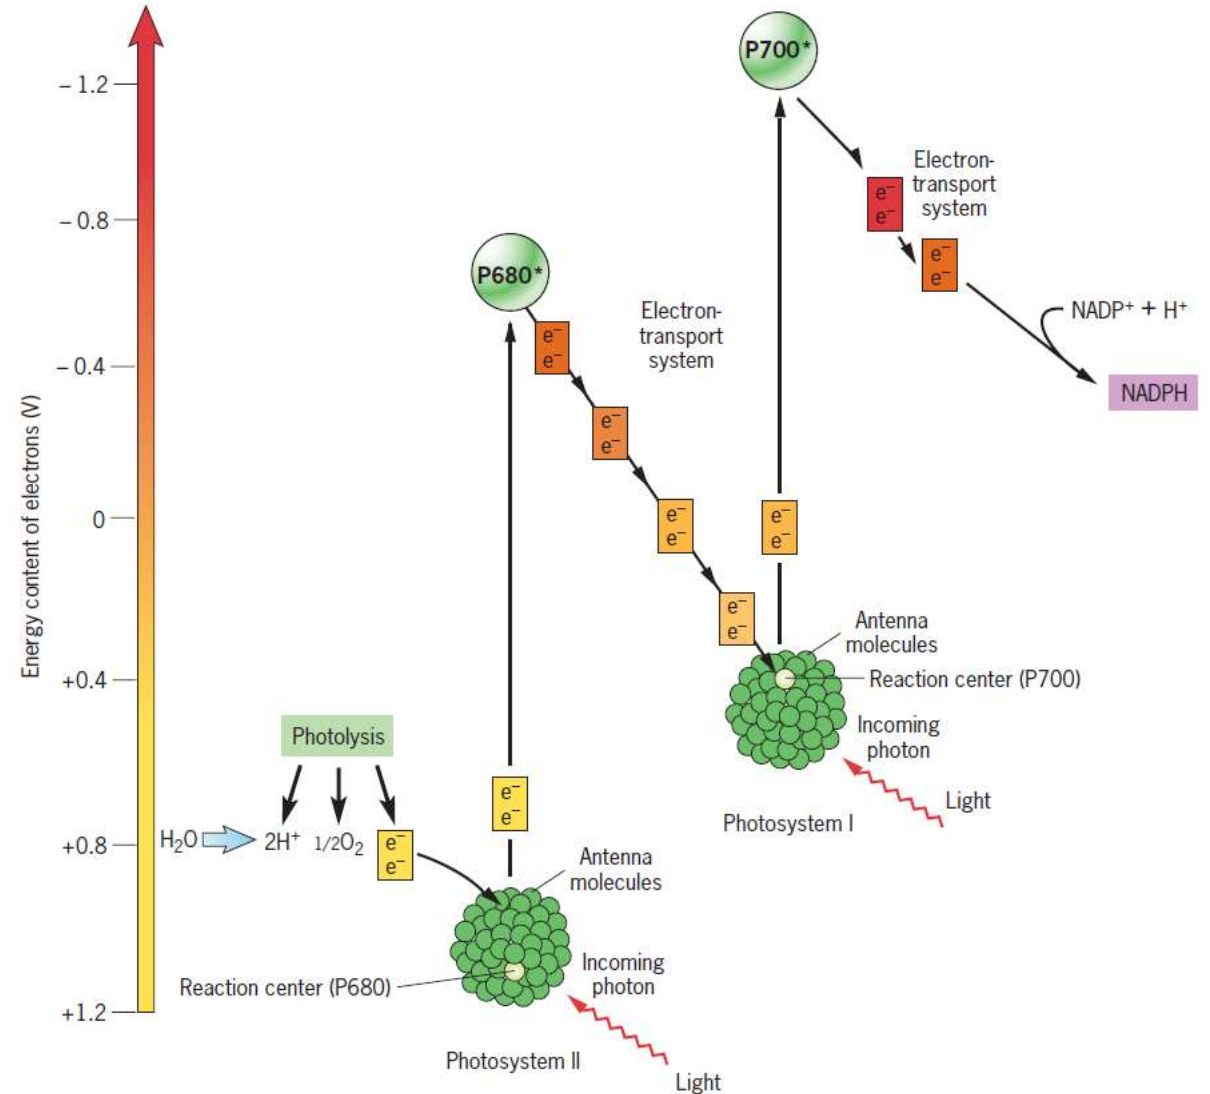 P700*
− 1.2
Electron-
transport
system
e⁻
e⁻
− 0.8
e⁻
e⁻
P680*
Electron-
transport
system
NADP⁺ + H⁺
e⁻
e⁻
− 0.4
NADPH
e⁻
e⁻
Energy content of electrons (V)
0
e⁻
e⁻
e⁻
e⁻
e⁻
e⁻
Antenna
molecules
+0.4
Reaction center (P700)
Photolysis
Incoming
photon
e⁻
e⁻
Light
Photosystem I
+0.8
H₂O
2H⁺
1/2O₂
e⁻
e⁻
Antenna
molecules
Incoming
photon
Reaction center (P680)
+1.2
Photosystem II
Light